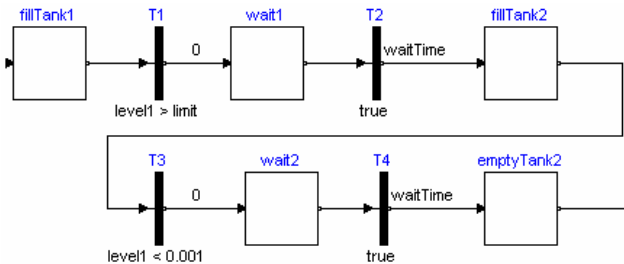 fillTank1 T1 wait1 T2 fillTank2
0 waitTime
level1 > limit true
T3 wait2 T4 emptyTank2
0 waitTime
level1 < 0.001 true